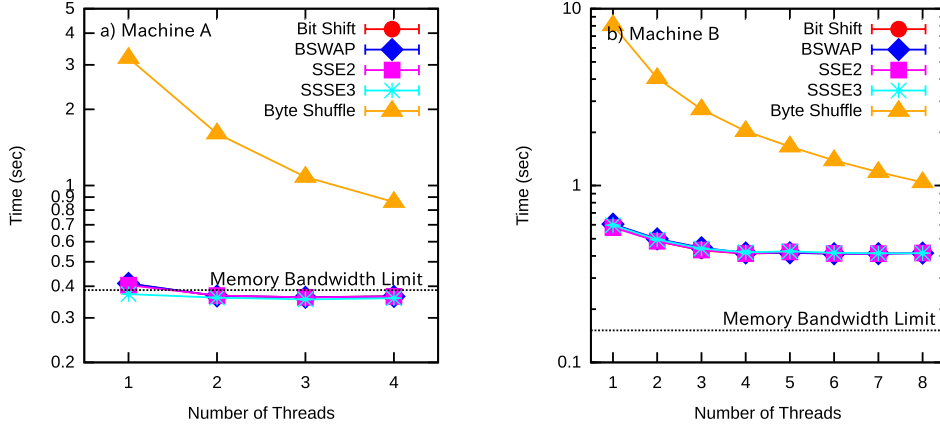 a) Machine A
Bit Shift
BSWAP
SSE2
SSSE3
Byte Shuffle
Memory Bandwidth Limit
Time (sec)
5
4
3
2
1
0.9
0.8
0.7
0.6
0.5
0.4
0.3
0.2
1 2 3 4
Number of Threads
b) Machine B
Bit Shift
BSWAP
SSE2
SSSE3
Byte Shuffle
Memory Bandwidth Limit
Time (sec)
10
1
0.1
1 2 3 4 5 6 7 8
Number of Threads